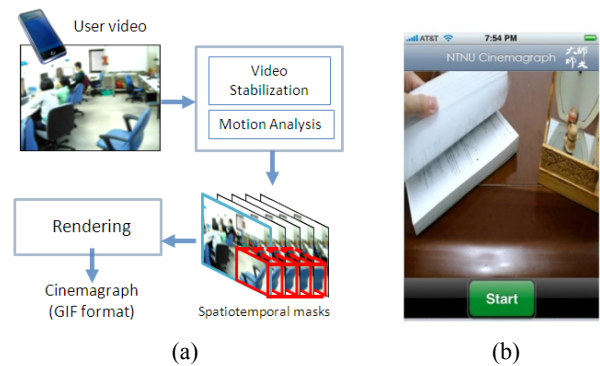 User video
Video
Stabilization
Motion Analysis
Rendering
Cinemagraph
(GIF format)
Spatiotemporal masks
(a)
AT&T 7:54 PM
NTNU Cinemagraph
Start
(b)